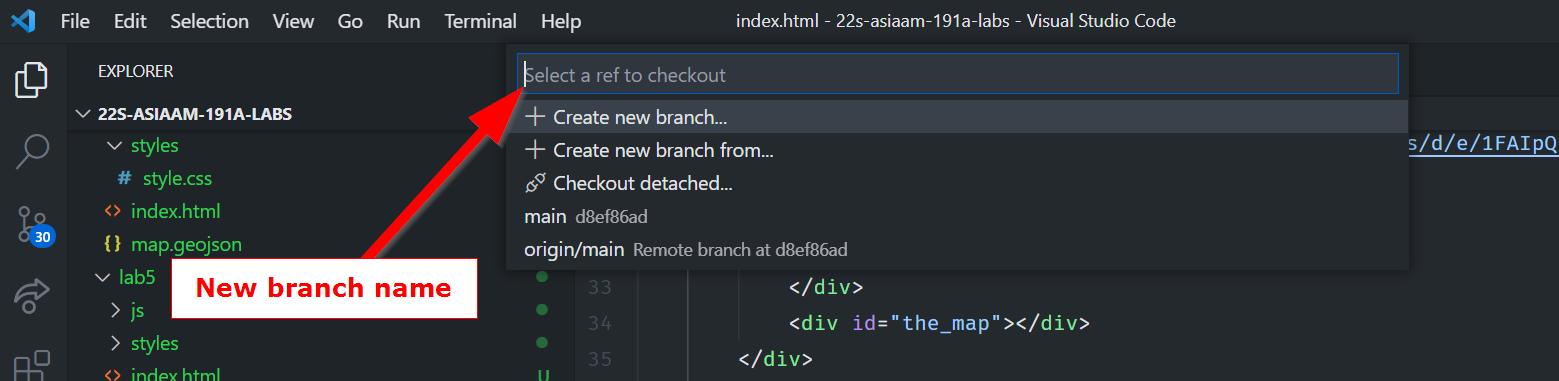 File Edit Selection View Go Run Terminal Help index.html - 22s-asiaam-191a-labs - Visual Studio Code
EXPLORER
Select a ref to checkout
22S-ASIAAM-191A-LABS
Create new branch...
styles
s/d/e/1FAIpQ
Create new branch from...
# style.css
Checkout detached...
index.html
main d8ef86ad
30
{} map.geojson
origin/main Remote branch at d8ef86ad
lab5
New branch name
33 </div>
js
34 <div id="the_map"></div>
styles
35 </div>
index.html
U